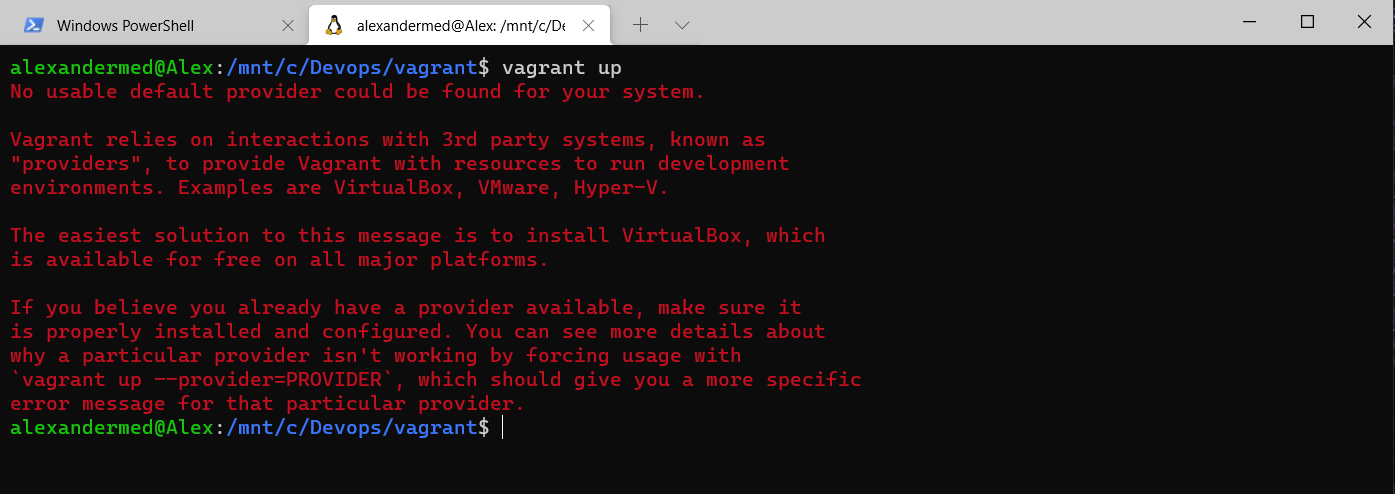 Windows PowerShell
alexandermed@Alex: /mnt/c/De
alexandermed@Alex:/mnt/c/Devops/vagrant$ vagrant up
No usable default provider could be found for your system.
Vagrant relies on interactions with 3rd party systems, known as
"providers", to provide Vagrant with resources to run development
environments. Examples are VirtualBox, VMware, Hyper-V.
The easiest solution to this message is to install VirtualBox, which
is available for free on all major platforms.
If you believe you already have a provider available, make sure it
is properly installed and configured. You can see more details about
why a particular provider isn't working by forcing usage with
`vagrant up --provider=PROVIDER`, which should give you a more specific
error message for that particular provider.
alexandermed@Alex:/mnt/c/Devops/vagrant$